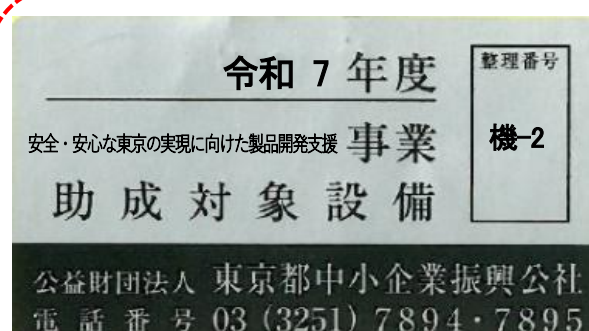 令和 7 年度
整理番号
安全・安心な東京の実現に向けた製品開発支援 事業
機-2
助成対象設備
公益財団法人 東京都中小企業振興公社
電話番号 03 (3251) 7894・7895